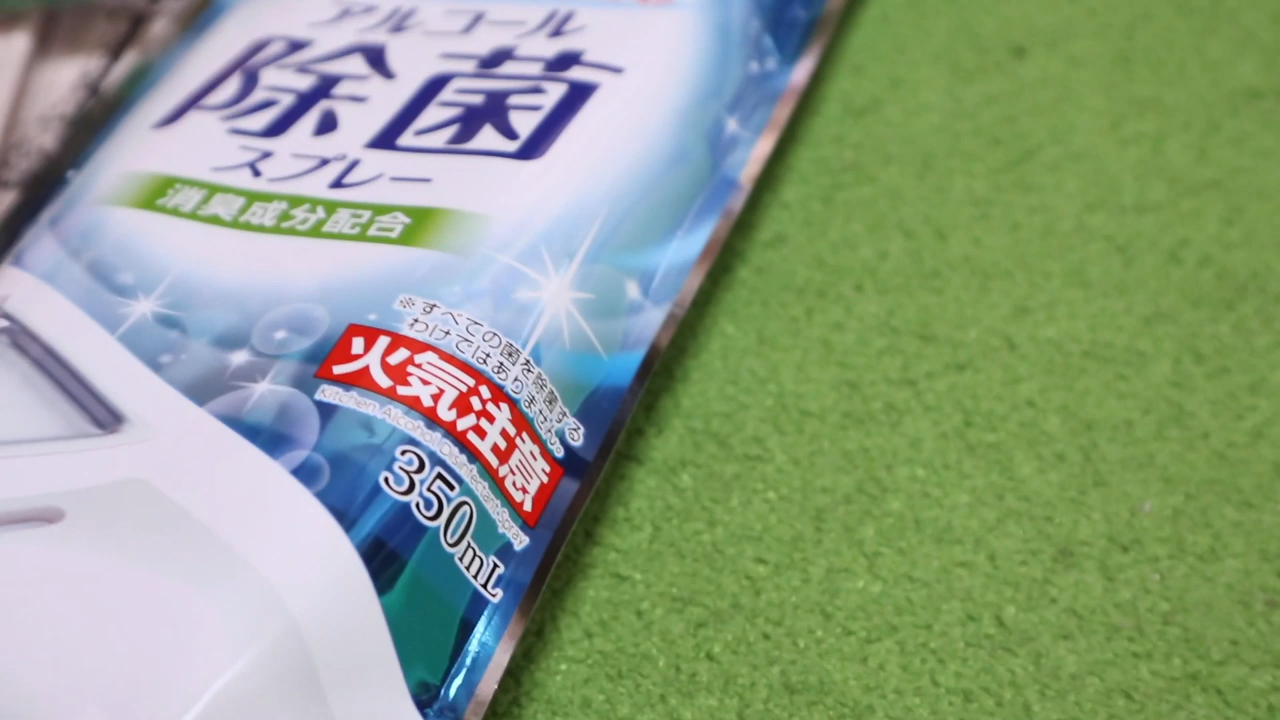 アルコール
除菌
スプレー
消臭成分配合
※すべての菌を除菌する
わけではありません。
火気注意
Kitchen Alcohol Disinfectant Spray
350mL